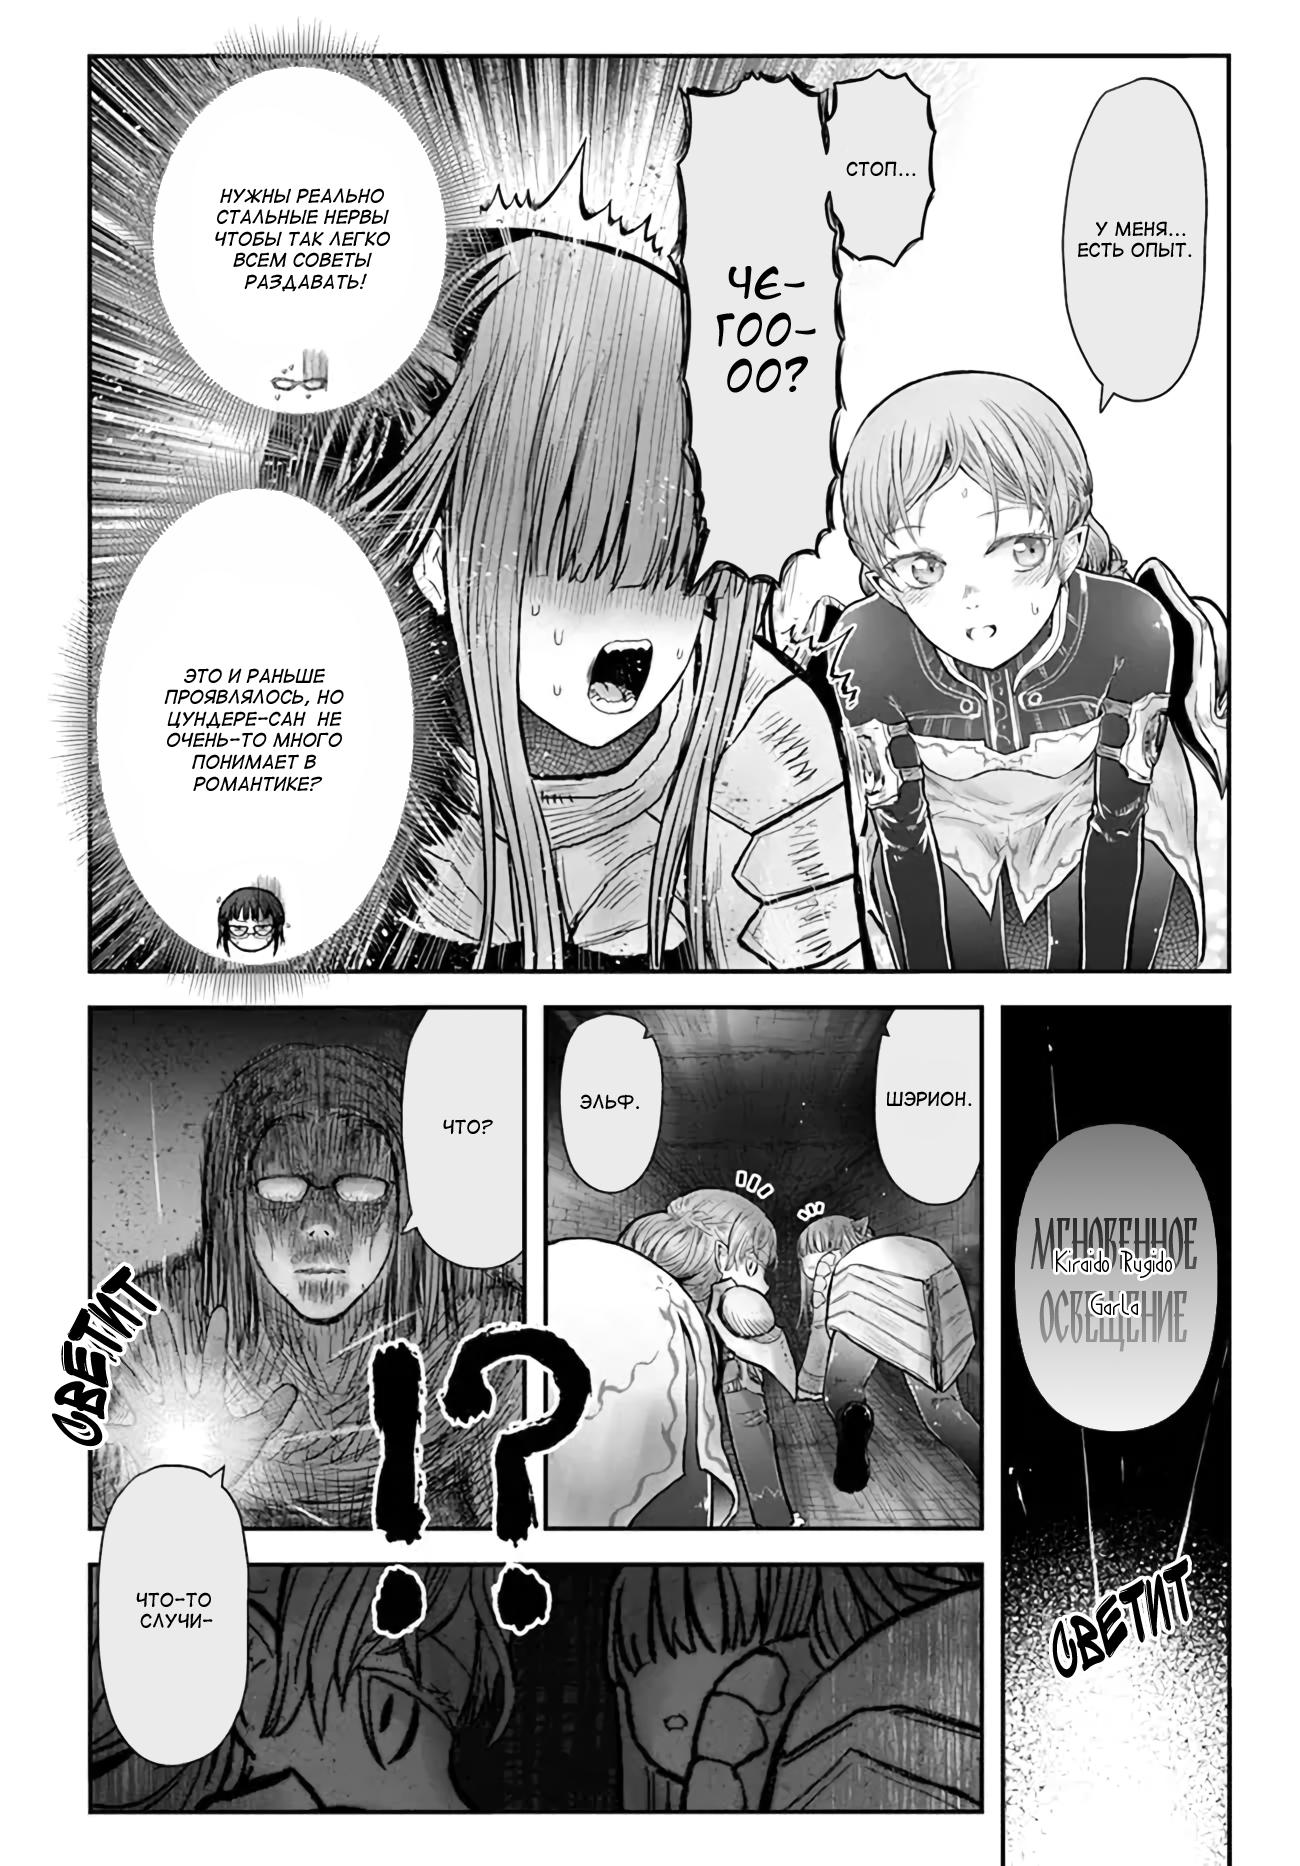 У МЕНЯ...
ЕСТЬ ОПЫТ.
СТОП...
ЧЕ-
ГОО-
ОО?
НУЖНЫ РЕАЛЬНО
СТАЛЬНЫЕ НЕРВЫ
ЧТОБЫ ТАК ЛЕГКО
ВСЕМ СОВЕТЫ
РАЗДАВАТЬ!
ЭТО И РАНЬШЕ
ПРОЯВЛЯЛОСЬ, НО
ЦУНДЕРЕ-САН НЕ
ОЧЕНЬ-ТО МНОГО
ПОНИМАЕТ В
РОМАНТИКЕ?
МГНОВЕННОЕ
Kiraido Rugido
Garla
ОСВЕЩЕНИЕ
СВЕТИТ
ШЭРИОН.
ЭЛЬФ.
ЧТО?
СВЕТИТ
!?
ЧТО-ТО
СЛУЧИ-